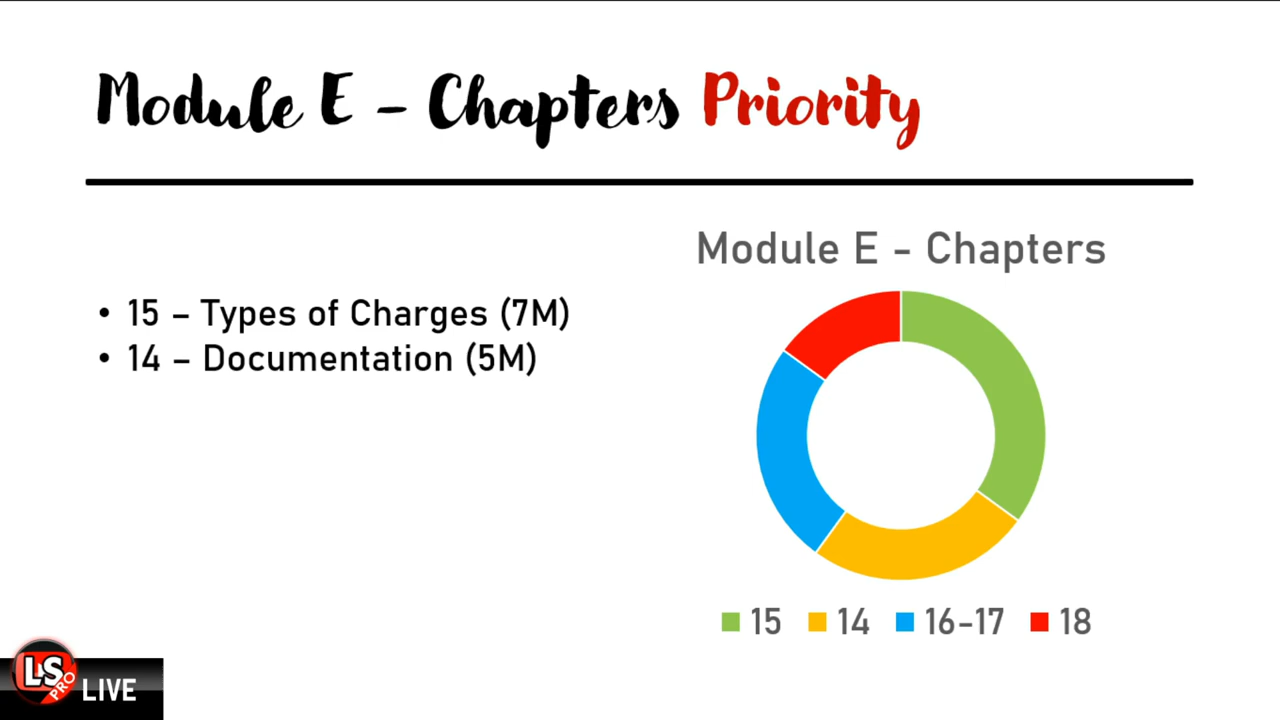 Module E - Chapters Priority
• 15 – Types of Charges (7M)
• 14 – Documentation (5M)
Module E - Chapters
15 14 16-17 18
LS PRO LIVE